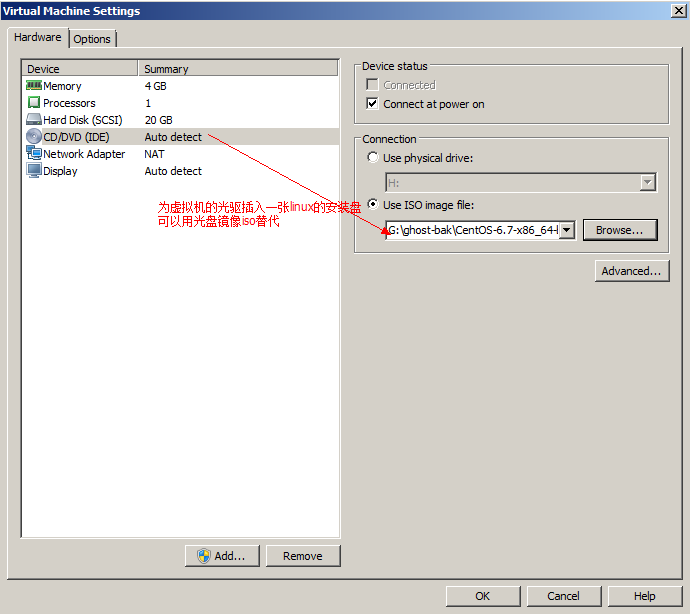 Virtual Machine Settings
Hardware
Options
Device Summary
Memory 4 GB
Processors 1
Hard Disk (SCSI) 20 GB
CD/DVD (IDE) Auto detect
Network Adapter NAT
Display Auto detect
为虚拟机的光驱插入一张linux的安装盘
可以用光盘镜像iso替代
Add...
Remove
Device status
Connected
Connect at power on
Connection
Use physical drive:
H:
Use ISO image file:
G:\ghost-bak\CentOS-6.7-x86_64-
Browse...
Advanced...
OK
Cancel
Help